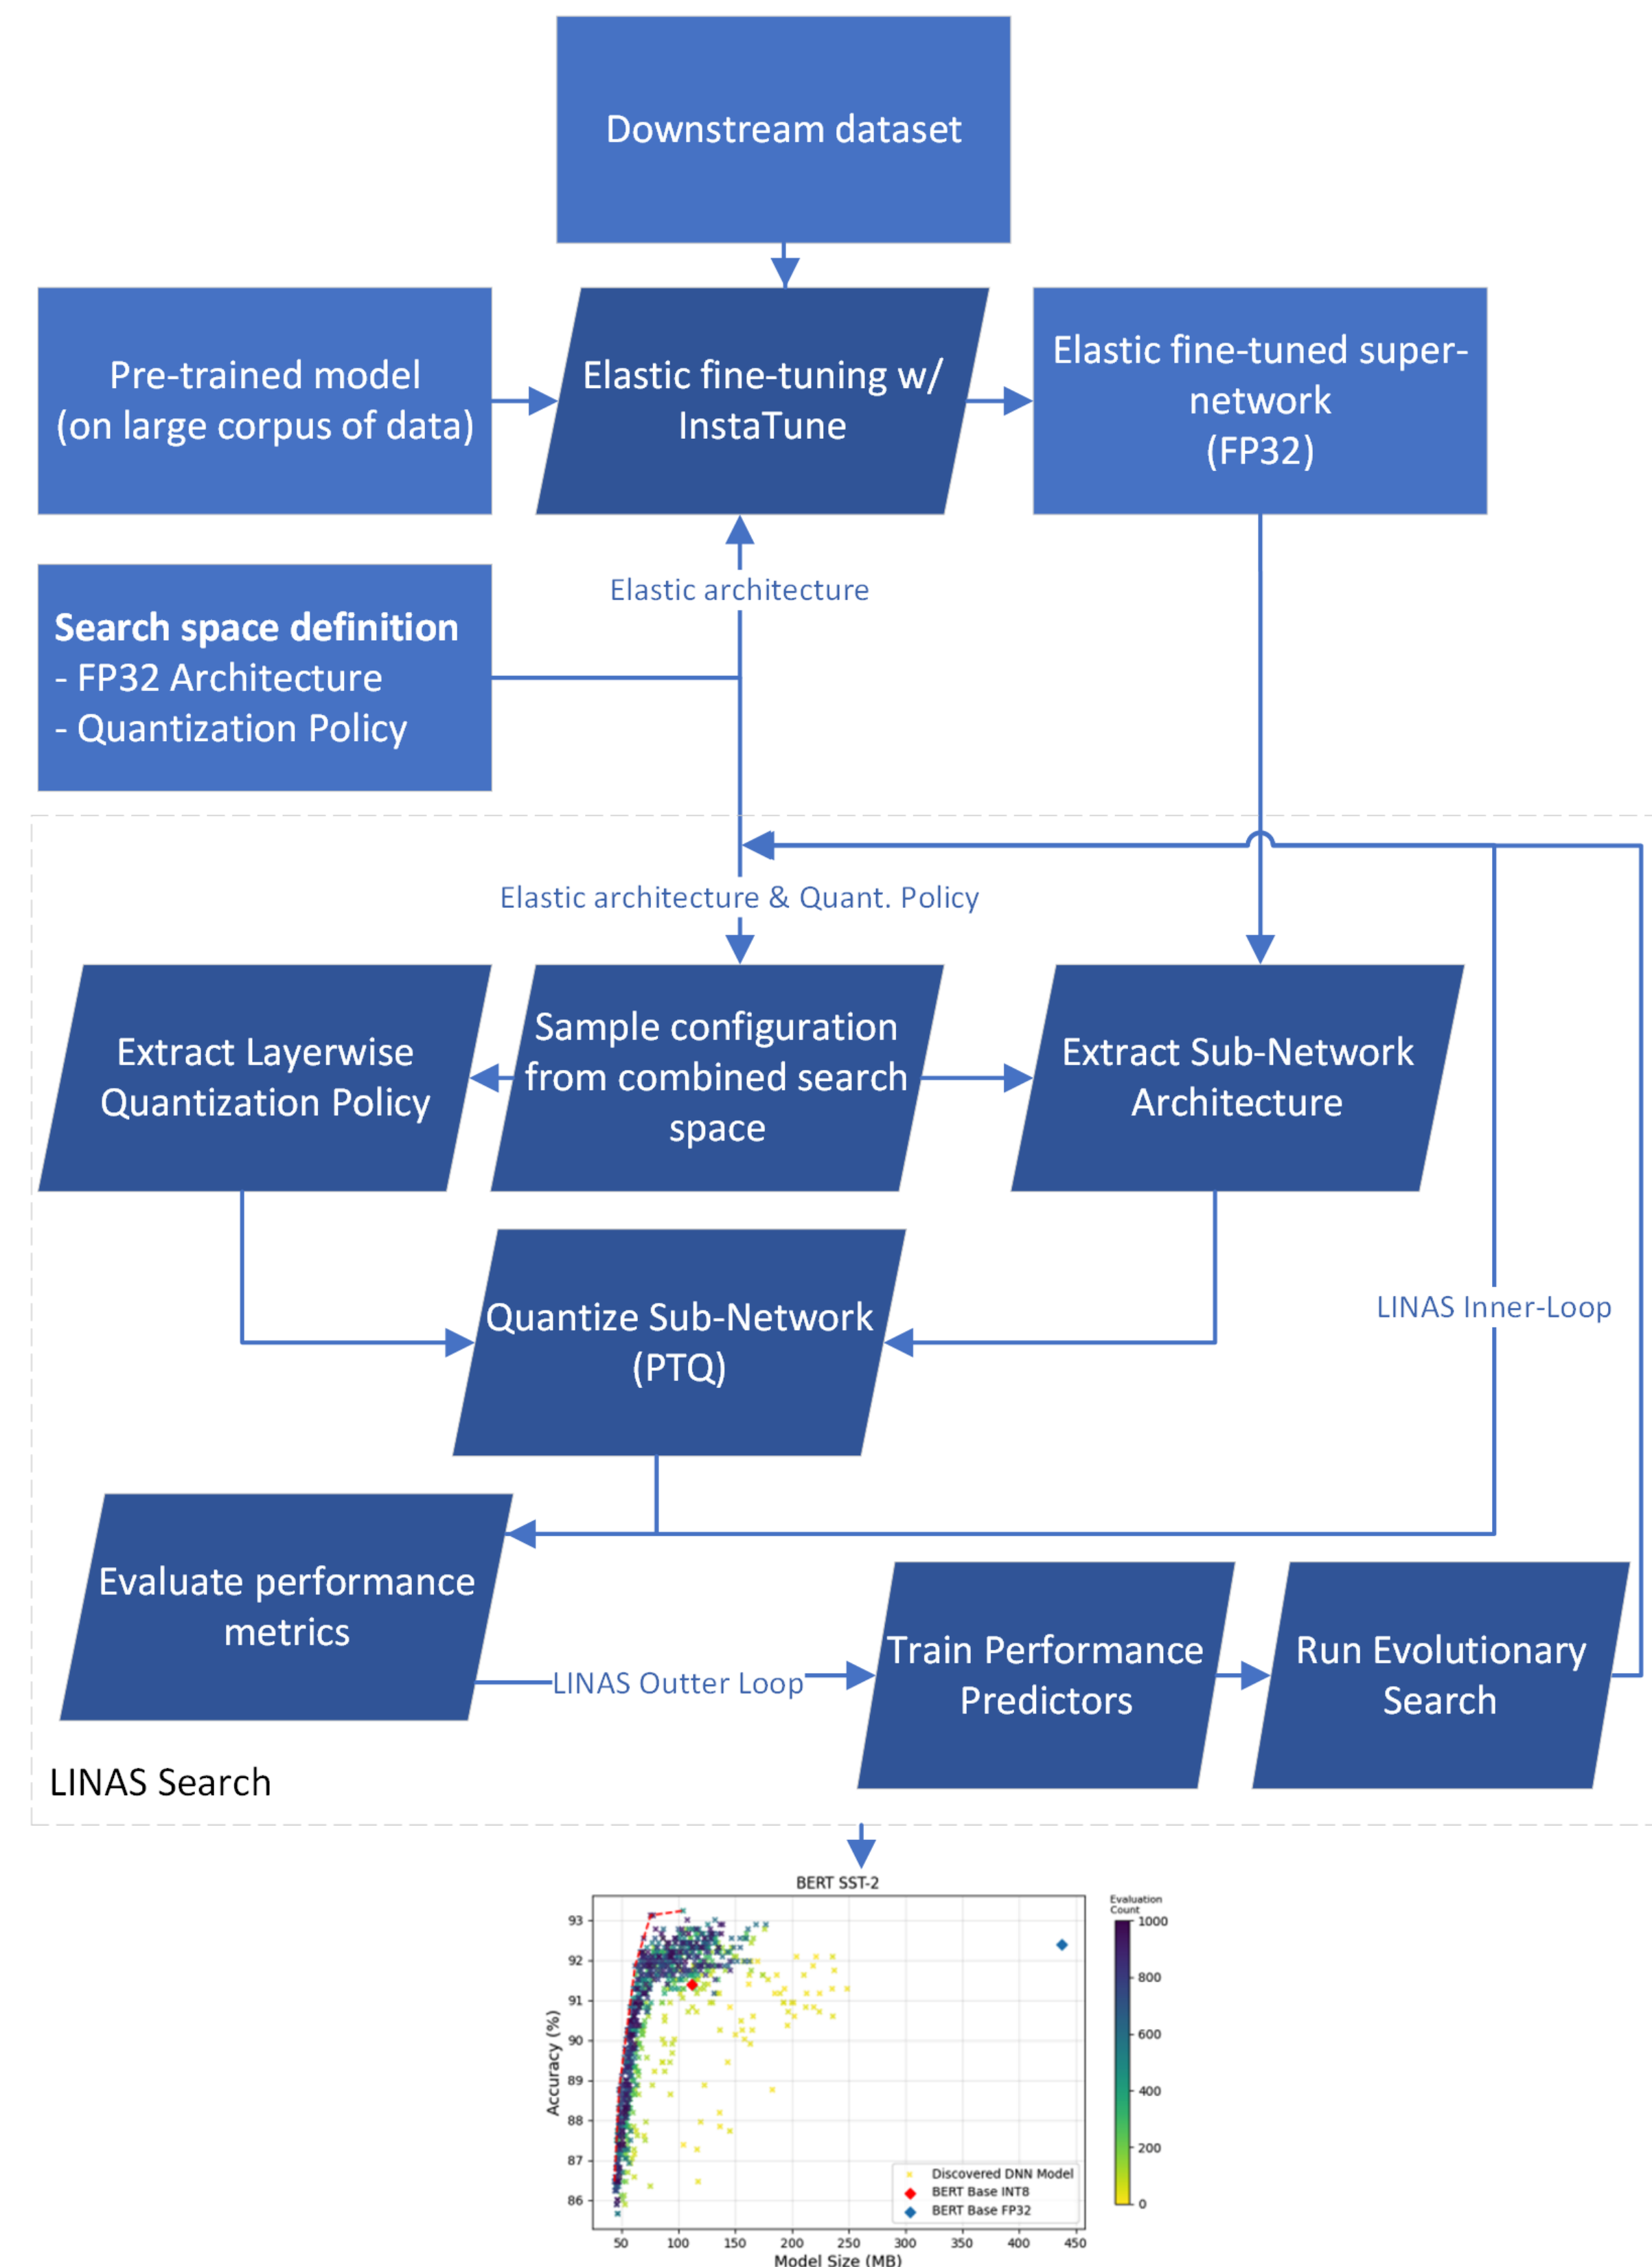 Downstream dataset
Pre-trained model
(on large corpus of data)
Elastic fine-tuning w/
InstaTune
Elastic fine-tuned super-
network
(FP32)
Elastic architecture
Search space definition
- FP32 Architecture
- Quantization Policy
Elastic architecture & Quant. Policy
Extract Layerwise
Quantization Policy
Sample configuration
from combined search
space
Extract Sub-Network
Architecture
Quantize Sub-Network
(PTQ)
LINAS Inner-Loop
Evaluate performance
metrics
LINAS Outter Loop
Train Performance
Predictors
Run Evolutionary
Search
LINAS Search
BERT SST-2
Accuracy (%)
93
92
91
90
89
88
87
86
50 100 150 200 250 300 350 400 450
Model Size (MB)
Discovered DNN Model
BERT Base INT8
BERT Base FP32
Evaluation
Count
1000
800
600
400
200
0